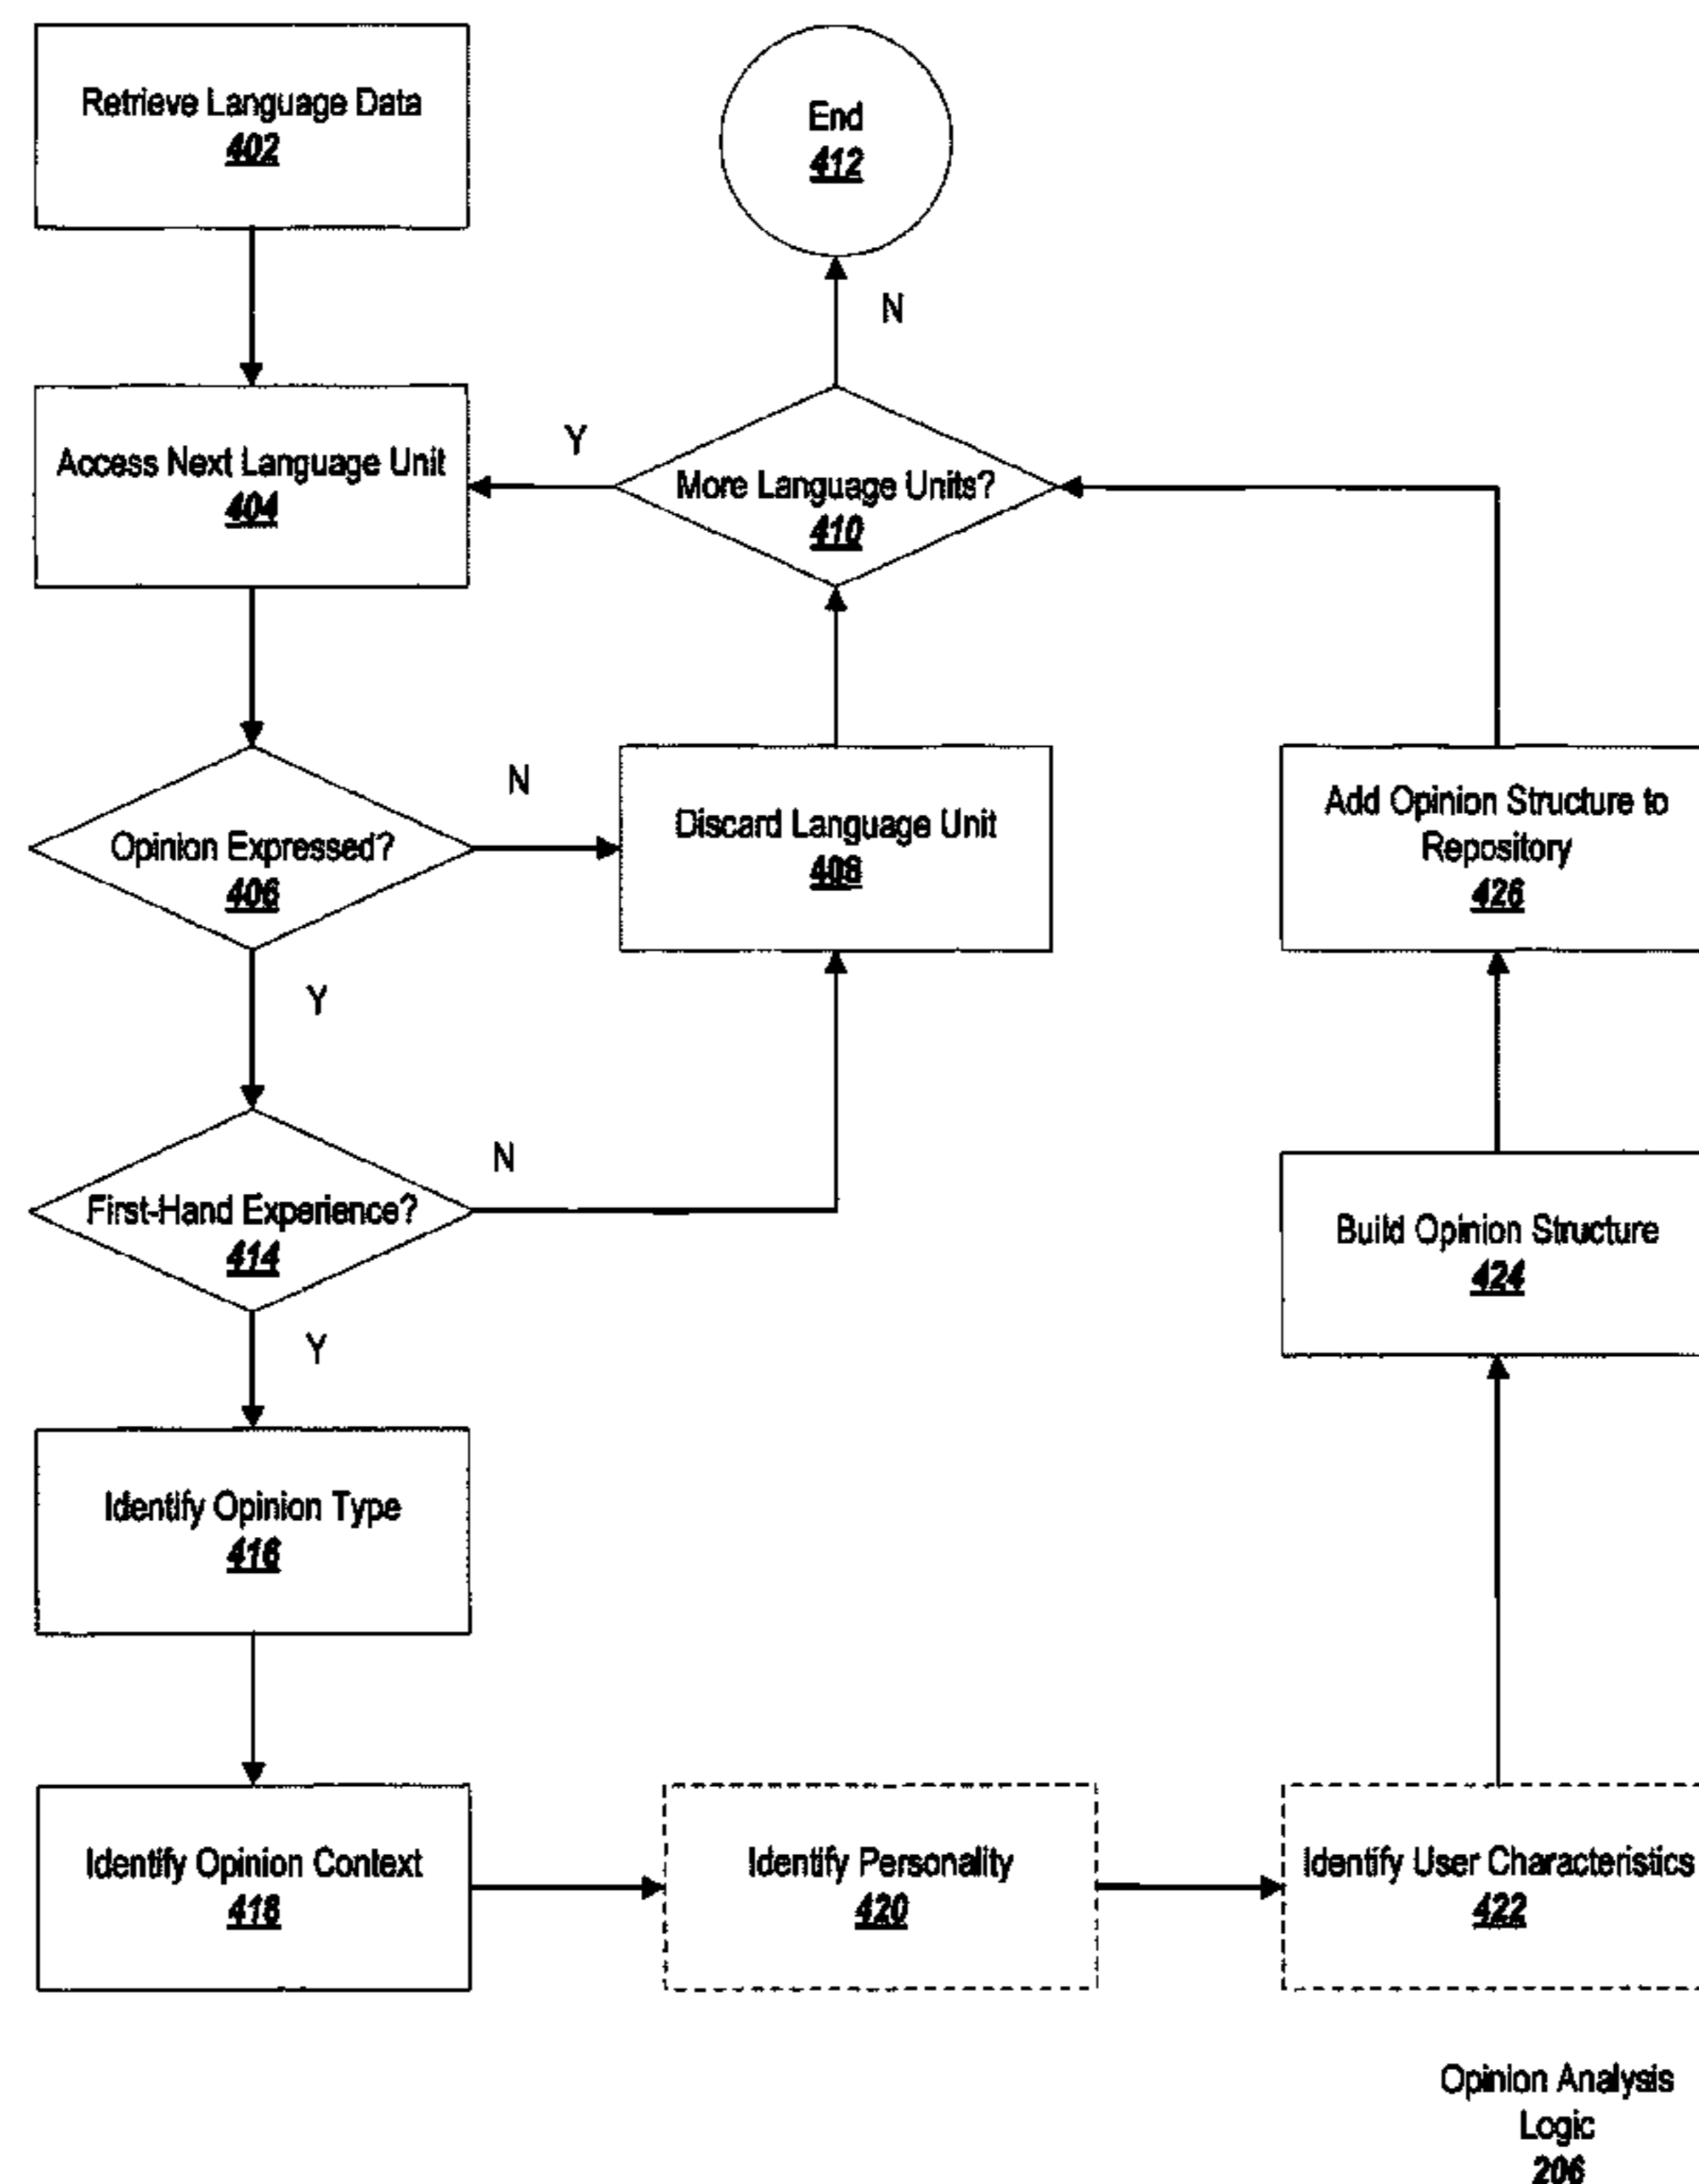 Retrieve Language Data
402
End
412
N
Access Next Language Unit
404
Y
More Language Units?
410
Opinion Expressed?
406
N
Discard Language Unit
408
Add Opinion Structure to
Repository
426
Y
First-Hand Experience?
414
N
Build Opinion Structure
424
Y
Identify Opinion Type
416
Identify Opinion Context
418
Identify Personality
420
Identify User Characteristics
422
Opinion Analysis
Logic
206